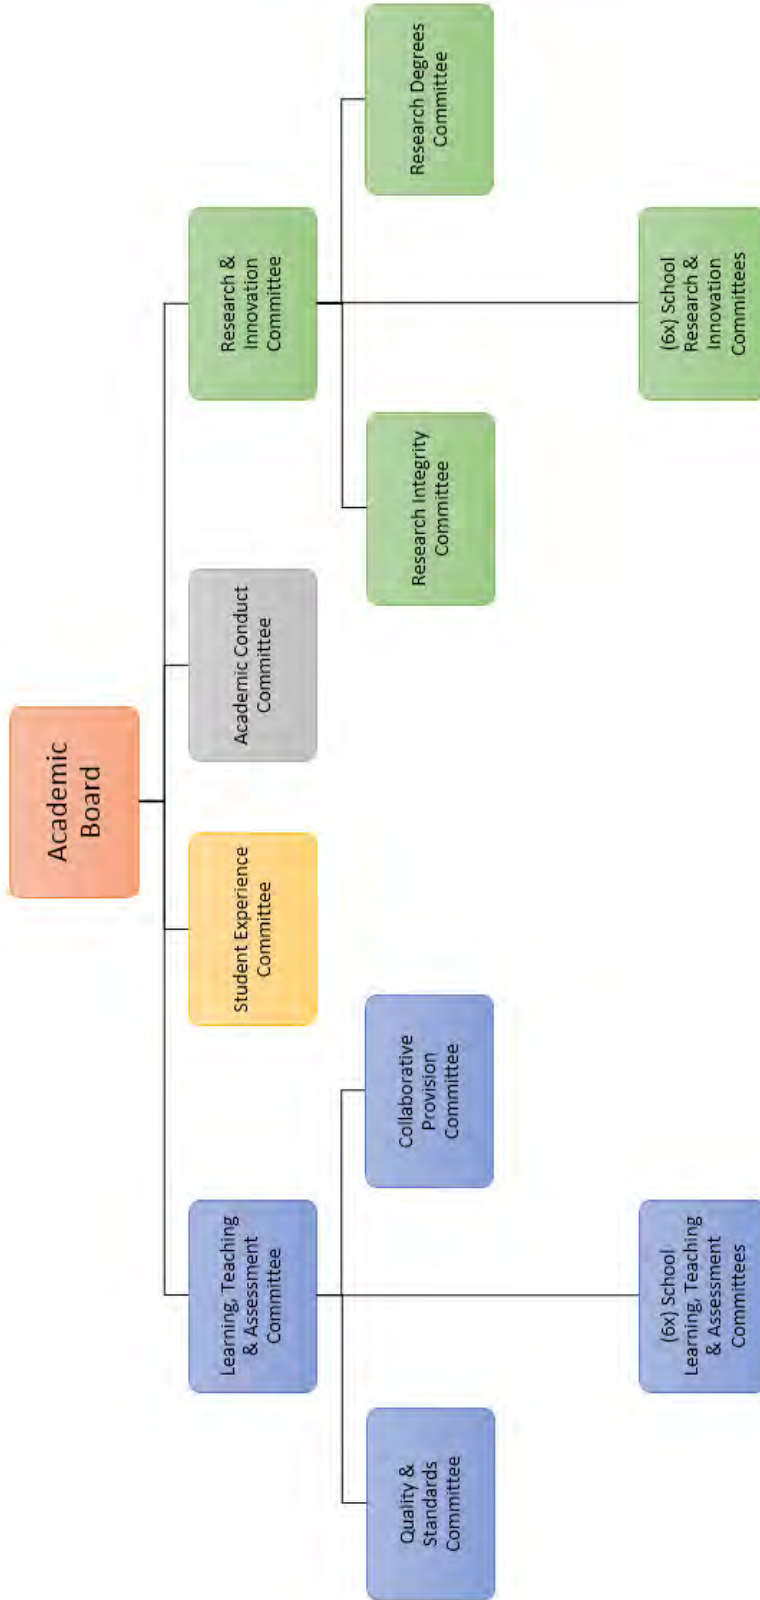 Academic
Board
Learning, Teaching
& Assessment
Committee
Student Experience
Committee
Academic Conduct
Committee
Research &
Innovation
Committee
Quality &
Standards
Committee
Collaborative
Provision
Committee
Research Integrity
Committee
Research Degrees
Committee
(6x) School
Learning, Teaching
& Assessment
Committees
(6x) School
Research &
Innovation
Committees